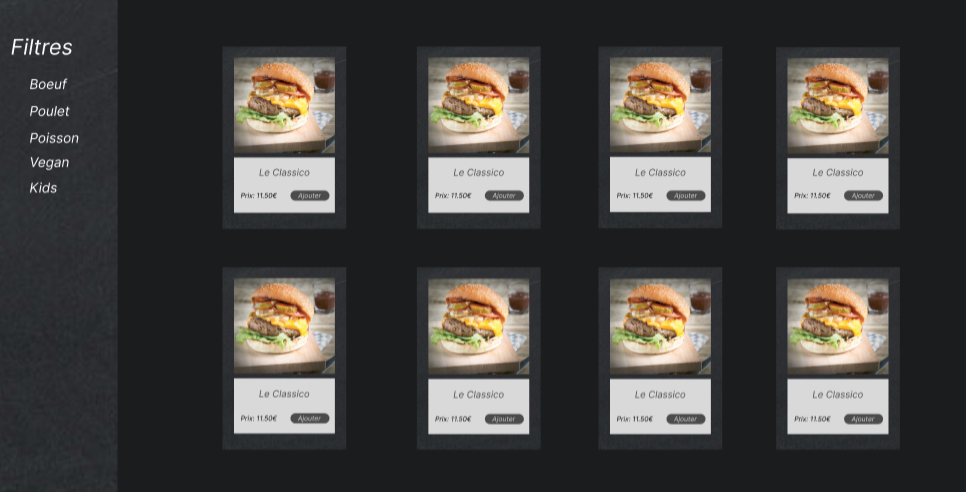 Filtres
Boeuf
Poulet
Poisson
Vegan
Kids
Le Classico
Prix: 11.50€ Ajouter
Le Classico
Prix: 11.50€ Ajouter
Le Classico
Prix: 11.50€ Ajouter
Le Classico
Prix: 11.50€ Ajouter
Le Classico
Prix: 11.50€ Ajouter
Le Classico
Prix: 11.50€ Ajouter
Le Classico
Prix: 11.50€ Ajouter
Le Classico
Prix: 11.50€ Ajouter